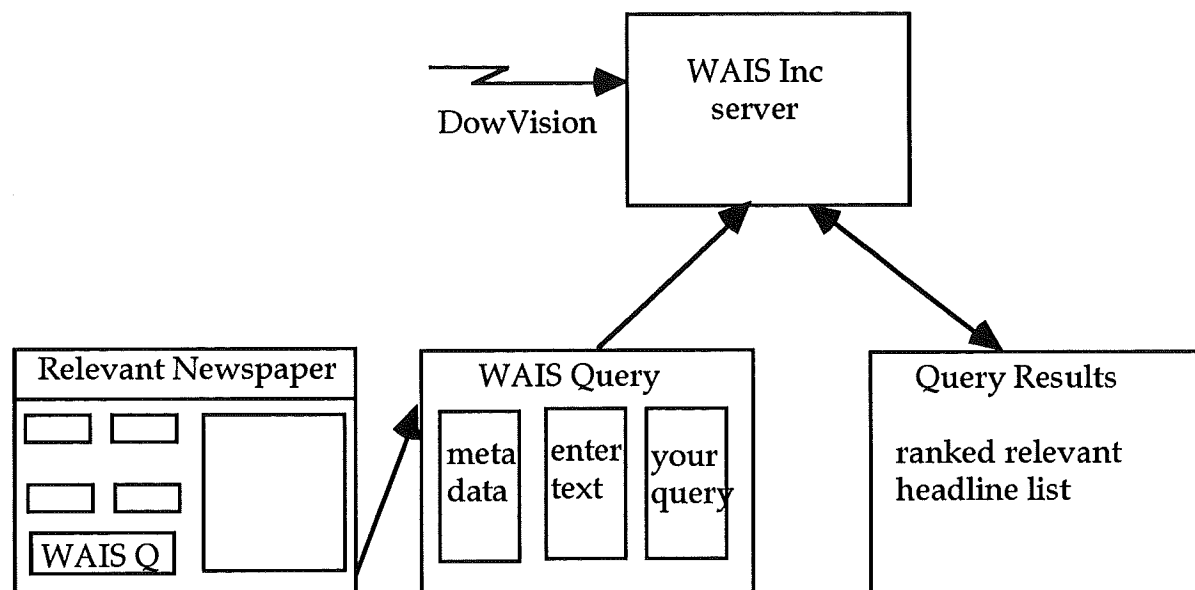 WAIS Inc
server
DowVision
Relevant Newspaper
WAIS Q
WAIS Query
meta
data
enter
text
your
query
Query Results
ranked relevant
headline list